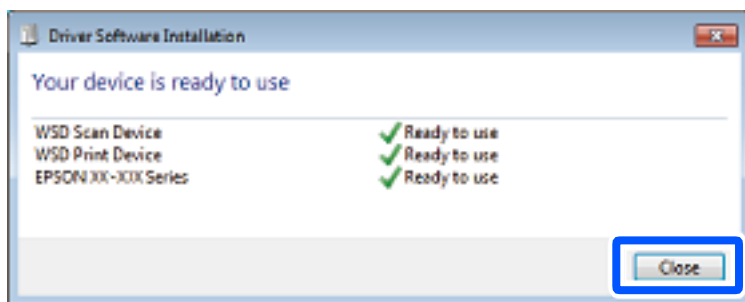 Driver Software Installation
Your device is ready to use
WSD Scan Device Ready to use
WSD Print Device Ready to use
EPSON XX-XXX Series Ready to use
Close